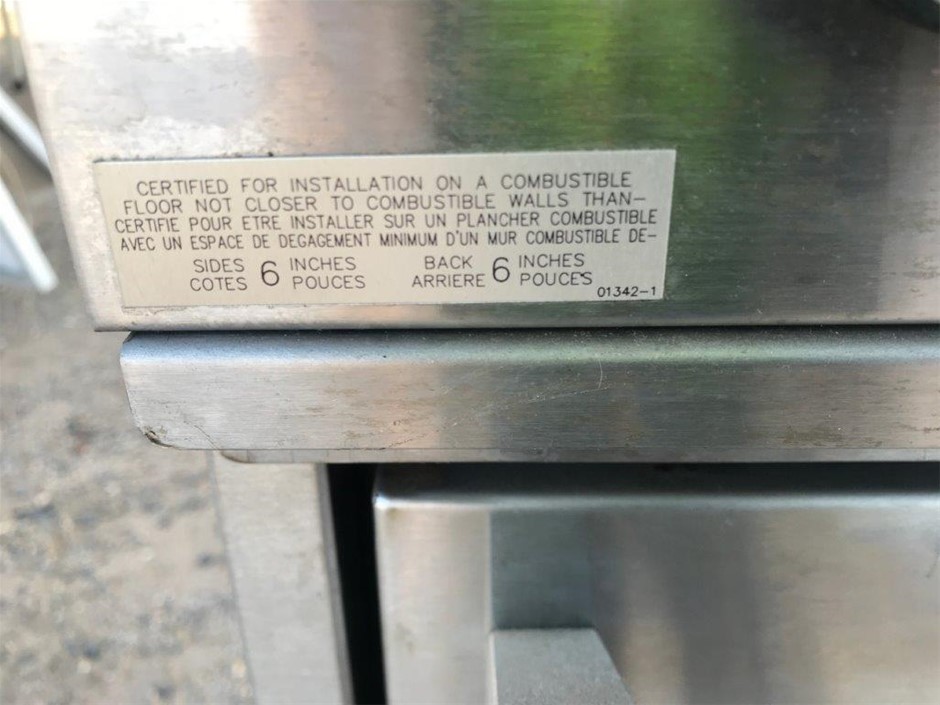 CERTIFIED FOR INSTALLATION ON A COMBUSTIBLE
FLOOR NOT CLOSER TO COMBUSTIBLE WALLS THAN-
CERTIFIE POUR ETRE INSTALLER SUR UN PLANCHER COMBUSTIBLE
AVEC UN ESPACE DE DEGAGEMENT MINIMUM D'UN MUR COMBUSTIBLE DE-
SIDES 6 INCHES BACK 6 INCHES
COTES POUCES ARRIERE POUCES
01342-1